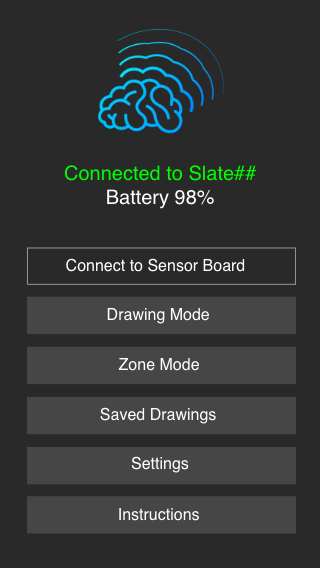 Connected to Slate##
Battery 98%
Connect to Sensor Board
Drawing Mode
Zone Mode
Saved Drawings
Settings
Instructions